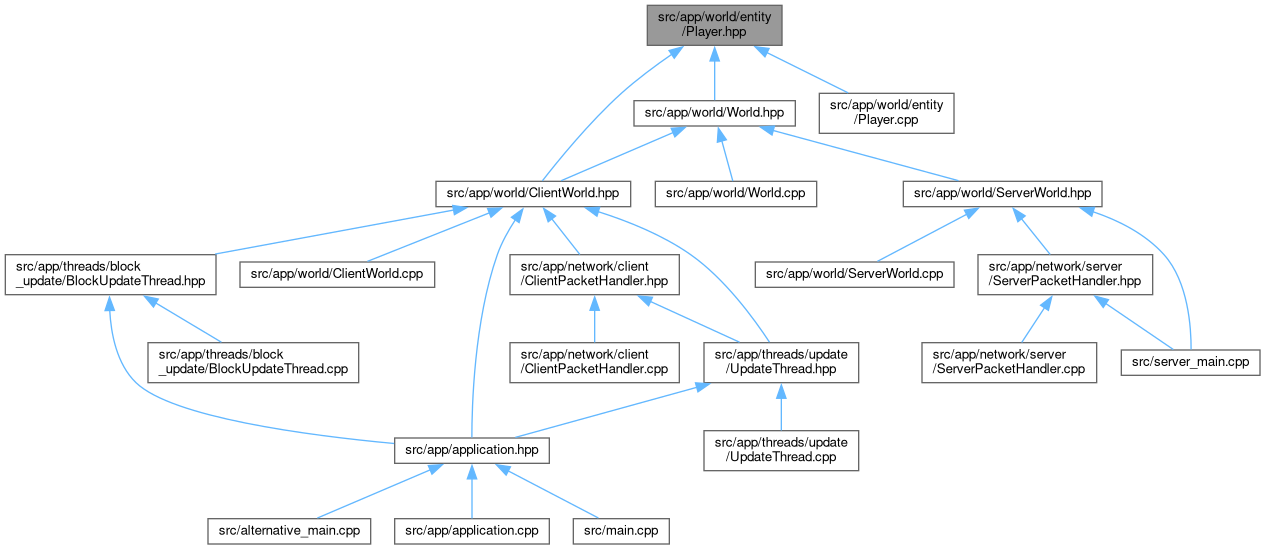 src/app/world/entity
/Player.hpp
src/app/world/World.hpp
src/app/world/entity
/Player.cpp
src/app/world/ClientWorld.hpp
src/app/world/World.cpp
src/app/world/ServerWorld.hpp
src/app/threads/block
_update/BlockUpdateThread.hpp
src/app/world/ClientWorld.cpp
src/app/network/client
/ClientPacketHandler.hpp
src/app/world/ServerWorld.cpp
src/app/network/server
/ServerPacketHandler.hpp
src/app/threads/block
_update/BlockUpdateThread.cpp
src/app/network/client
/ClientPacketHandler.cpp
src/app/threads/update
/UpdateThread.hpp
src/app/network/server
/ServerPacketHandler.cpp
src/server_main.cpp
src/app/application.hpp
src/app/threads/update
/UpdateThread.cpp
src/alternative_main.cpp
src/app/application.cpp
src/main.cpp